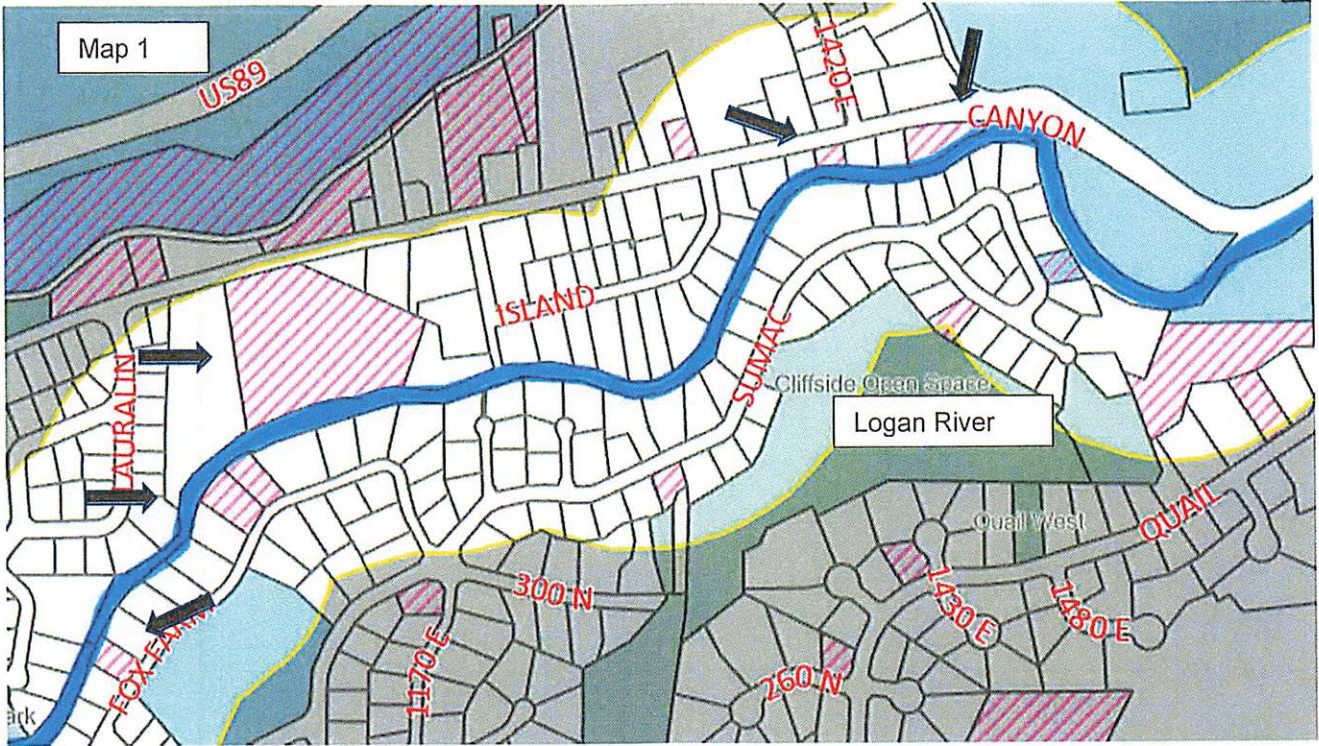 Map 1
US89
1420 E
CANYON
ISLAND
LAURALIN
SUMAC
Cliffside Open Space
Logan River
QUAIL
Quail West
300 N
1430 E
1480 E
1170 E
260 N
FOX FARM
ark